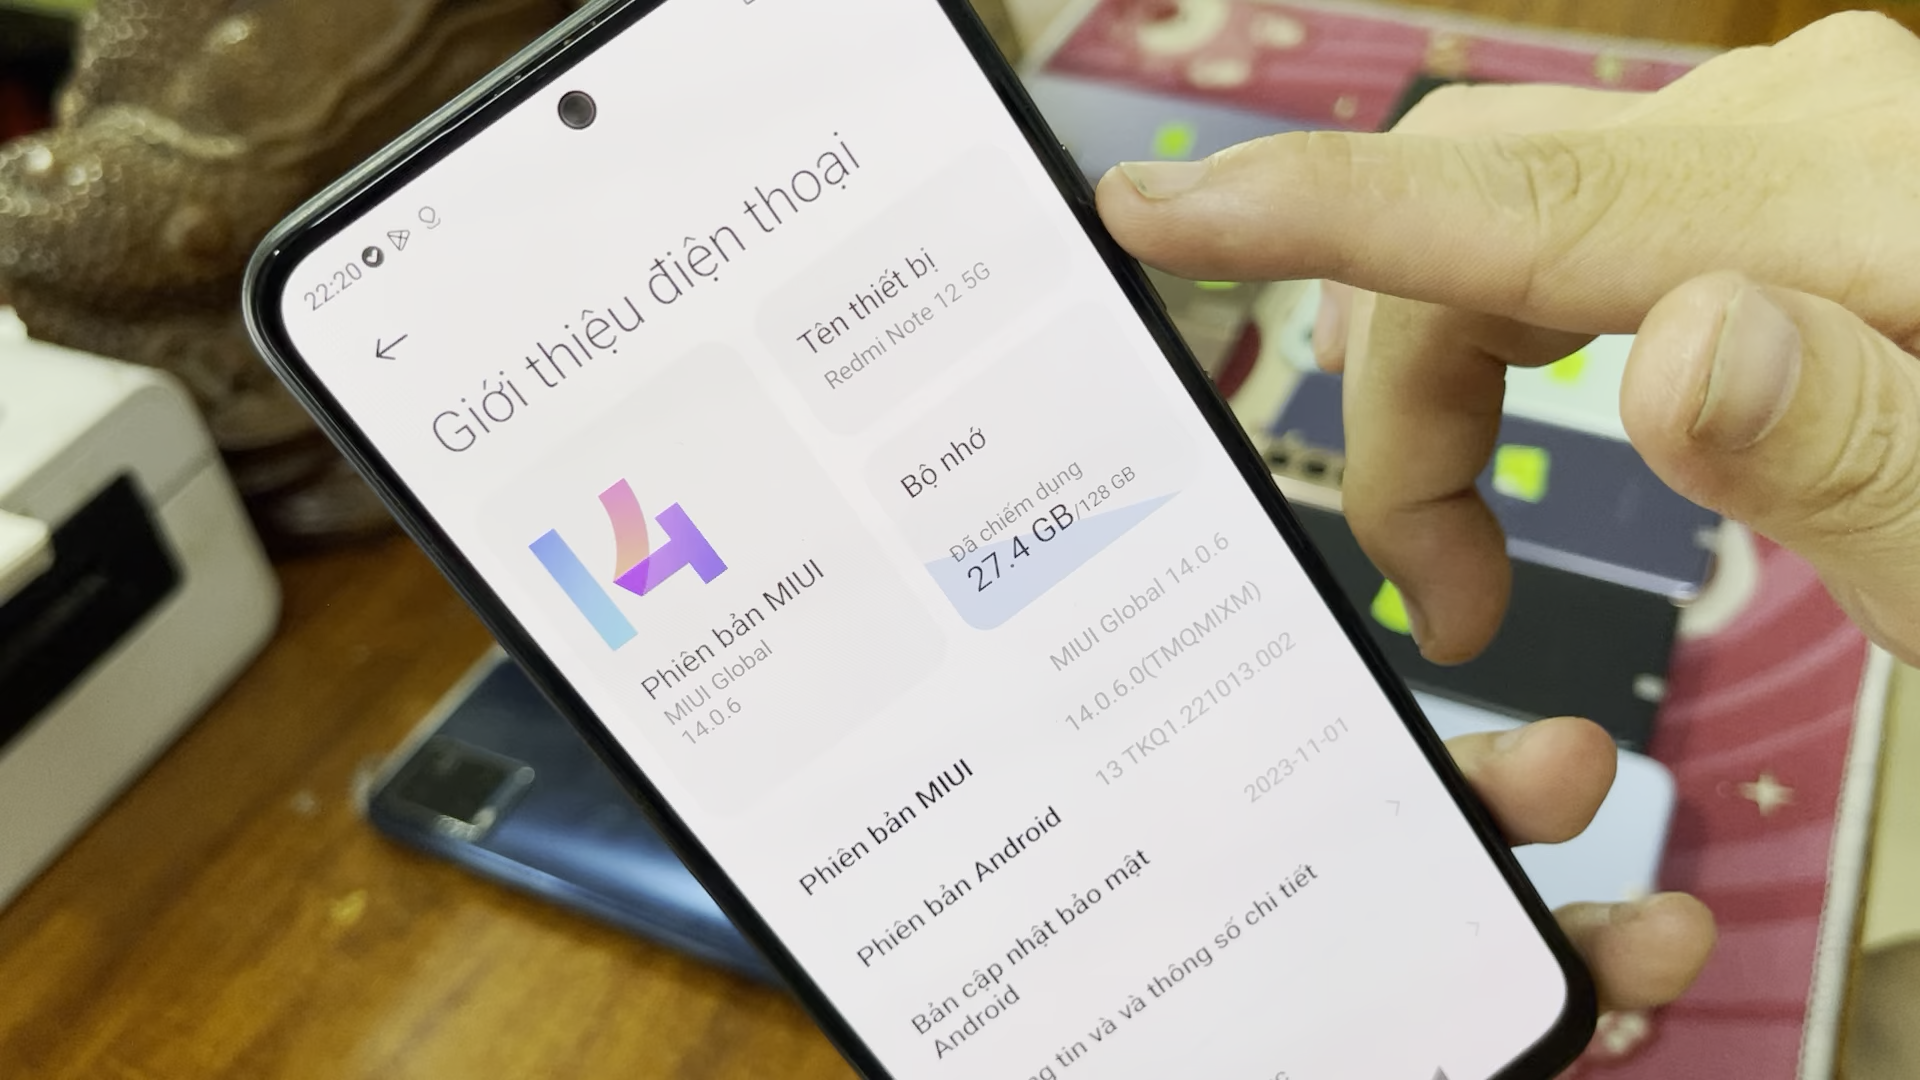 22:20
Giới thiệu điện thoại
14
Phiên bản MIUI
MIUI Global
14.0.6
Tên thiết bị
Redmi Note 12 5G
Bộ nhớ
Đã chiếm dụng
27.4 GB/128 GB
Phiên bản MIUI
MIUI Global 14.0.6
14.0.6.0(TMQMIXM)
Phiên bản Android
13 TKQ1.221013.002
Bản cập nhật bảo mật
Android
2023-11-01
tin và và thông số chi tiết